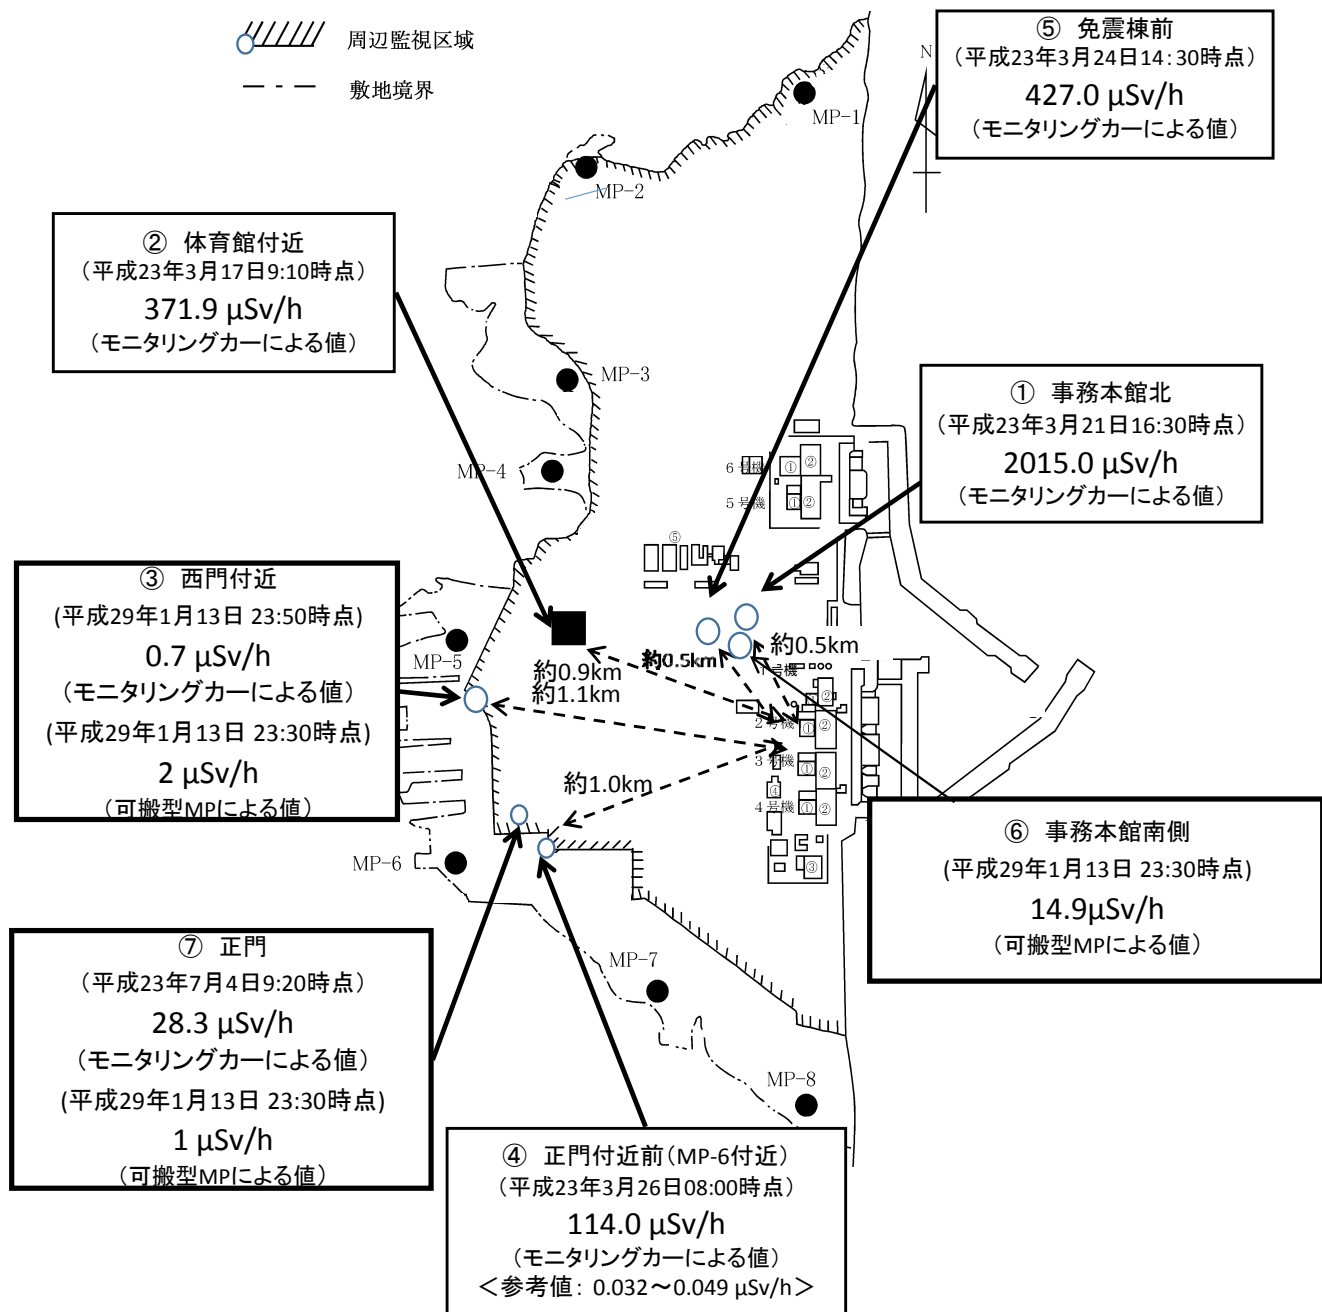 周辺監視区域
敷地境界
⑤ 免震棟前
(平成23年3月24日14:30時点)
427.0 μSv/h
(モニタリングカーによる値)
N
MP-1
MP-2
② 体育館付近
(平成23年3月17日9:10時点)
371.9 μSv/h
(モニタリングカーによる値)
MP-3
① 事務本館北
(平成23年3月21日16:30時点)
2015.0 μSv/h
(モニタリングカーによる値)
MP-4
6号機
① ②
5号機
① ②
⑤
③ 西門付近
(平成29年1月13日 23:50時点)
0.7 μSv/h
(モニタリングカーによる値)
(平成29年1月13日 23:30時点)
2 μSv/h
(可搬型MPによる値)
MP-5
約0.9km
約0.5km
約0.5km
1号機
②
約1.1km
2号機
① ②
3号機
① ②
約1.0km
④
4号機
① ②
③
MP-6
⑥ 事務本館南側
(平成29年1月13日 23:30時点)
14.9μSv/h
(可搬型MPによる値)
⑦ 正門
(平成23年7月4日9:20時点)
28.3 μSv/h
(モニタリングカーによる値)
(平成29年1月13日 23:30時点)
1 μSv/h
(可搬型MPによる値)
MP-7
MP-8
④ 正門付近前(MP-6付近)
(平成23年3月26日08:00時点)
114.0 μSv/h
(モニタリングカーによる値)
<参考値: 0.032～0.049 μSv/h>